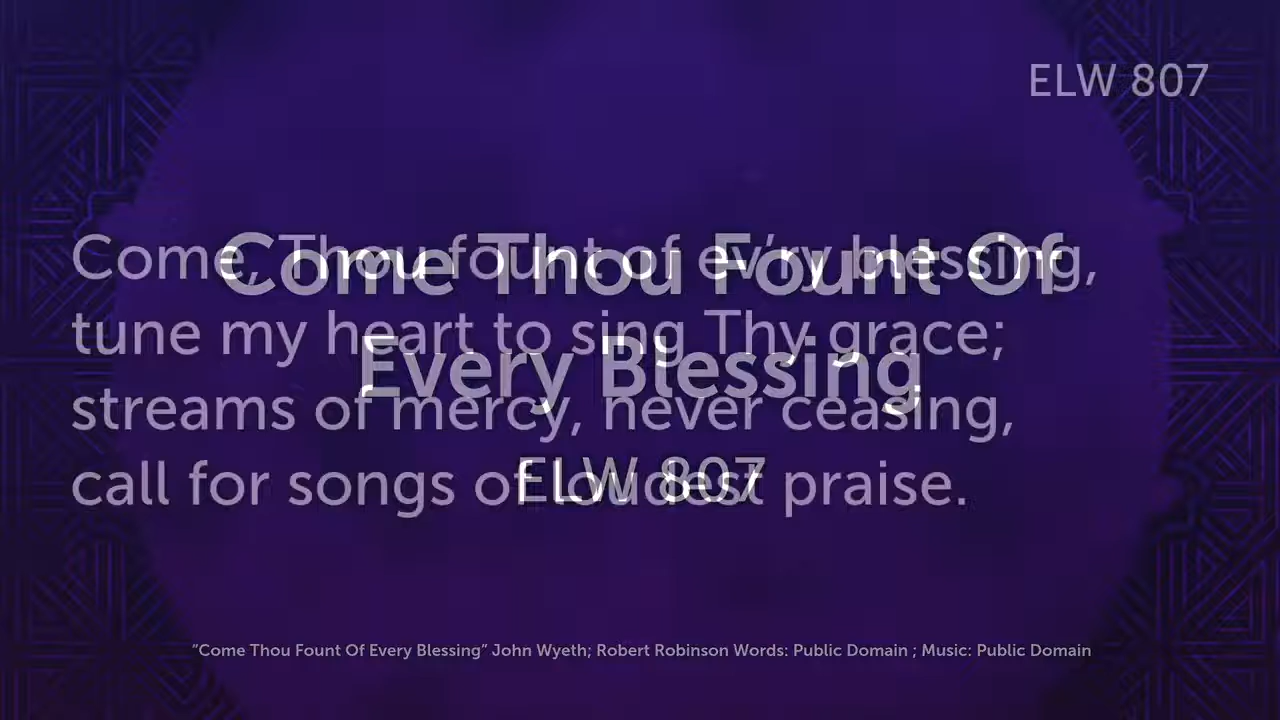 ELW 807
Come, Thou fount of ev’ry blessing,
tune my heart to sing Thy grace;
streams of mercy, never ceasing,
call for songs of loudest praise.
Come Thou Fount Of
Every Blessing
ELW 807
“Come Thou Fount Of Every Blessing” John Wyeth; Robert Robinson Words: Public Domain ; Music: Public Domain